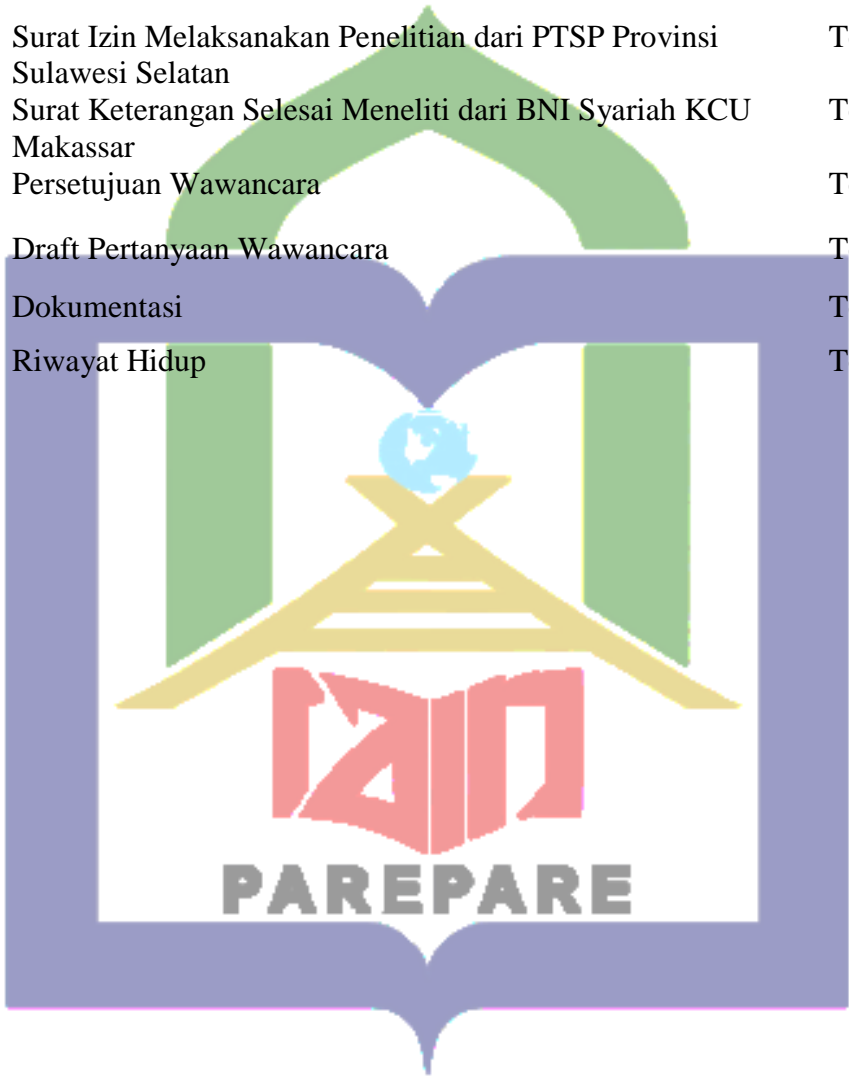 Surat Izin Melaksanakan Penelitian dari PTSP Provinsi T
Sulawesi Selatan
Surat Keterangan Selesai Meneliti dari BNI Syariah KCU T
Makassar
Persetujuan Wawancara T
Draft Pertanyaan Wawancara T
Dokumentasi T
Riwayat Hidup T
iain
PAREPARE